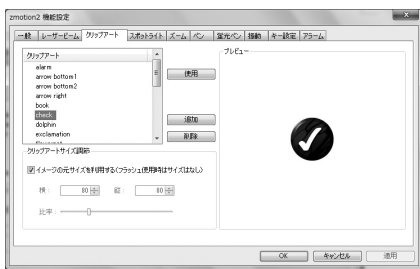 zmotion2 機能設定
一般 レーザービーム クリップアート スポットライト ズーム ペン 蛍光ペン 移動 キー設定 アラーム
クリップアート
alarm
arrow bottom1
arrow bottom2
arrow right
book
check
dolphin
exclamation
使用
追加
削除
プレビュー
クリップアートサイズ調節
イメージの元サイズを利用する(フラッシュ使用時はサイズはなし)
横 : 80 縦 : 80
比率 :
OK キャンセル 適用